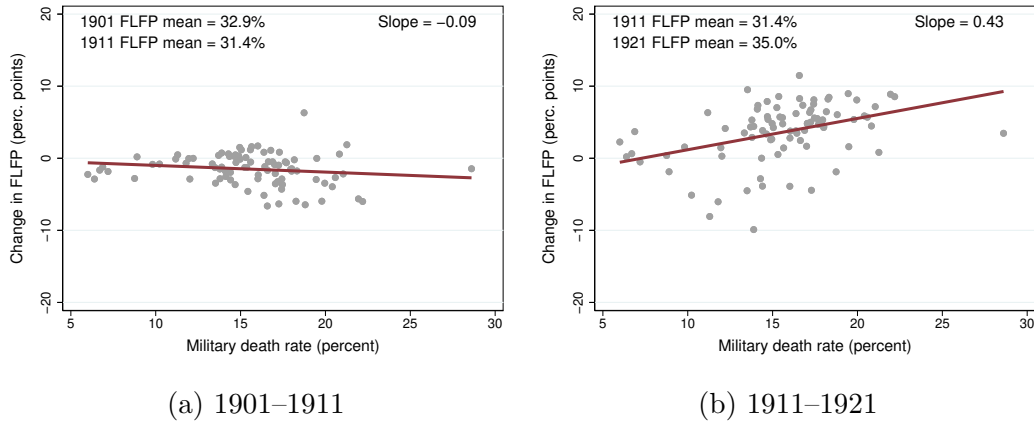 1901 FLFP mean = 32.9%
1911 FLFP mean = 31.4%
Slope = −0.09
Change in FLFP (perc. points)
20
10
0
−10
−20
5 10 15 20 25 30
Military death rate (percent)
(a) 1901–1911
1911 FLFP mean = 31.4%
1921 FLFP mean = 35.0%
Slope = 0.43
Change in FLFP (perc. points)
20
10
0
−10
−20
5 10 15 20 25 30
Military death rate (percent)
(b) 1911–1921